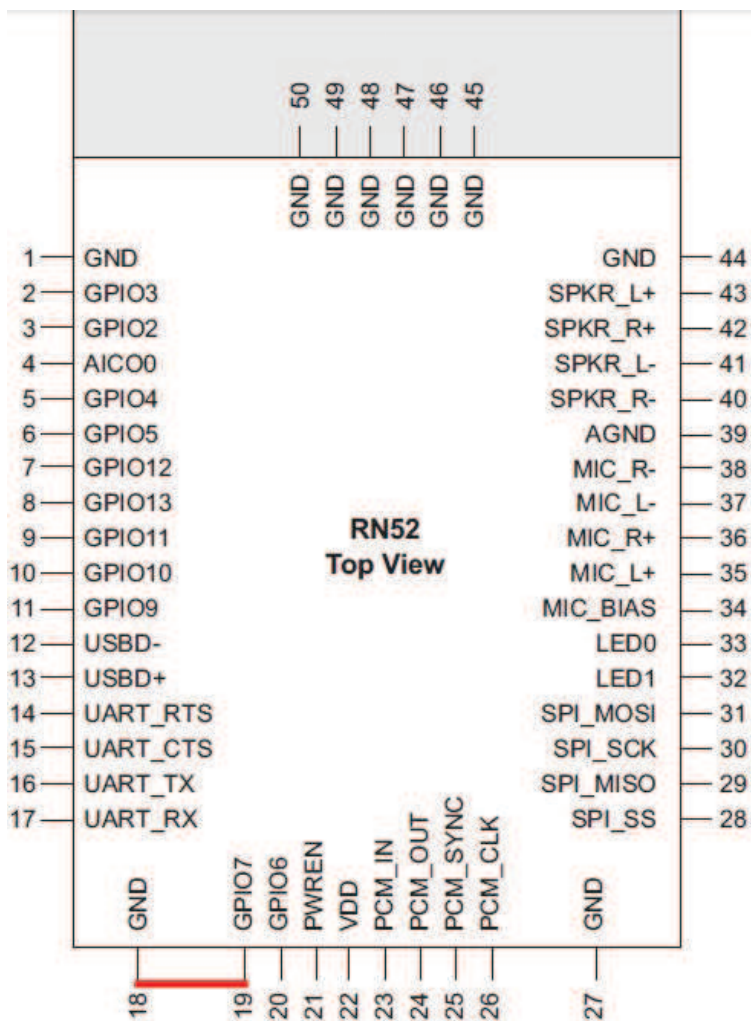 50 49 48 47 46 45
GND GND GND GND GND GND
1 GND GND 44
2 GPIO3 SPKR_L+ 43
3 GPIO2 SPKR_R+ 42
4 AICO0 SPKR_L- 41
5 GPIO4 SPKR_R- 40
6 GPIO5 AGND 39
7 GPIO12 MIC_R- 38
8 GPIO13 MIC_L- 37
9 GPIO11 MIC_R+ 36
10 GPIO10 MIC_L+ 35
11 GPIO9 MIC_BIAS 34
12 USBD- LED0 33
13 USBD+ LED1 32
14 UART_RTS SPI_MOSI 31
15 UART_CTS SPI_SCK 30
16 UART_TX SPI_MISO 29
17 UART_RX SPI_SS 28
RN52
Top View
GND GPIO7 GPIO6 PWREN VDD PCM_IN PCM_OUT PCM_SYNC PCM_CLK GND
18 19 20 21 22 23 24 25 26 27